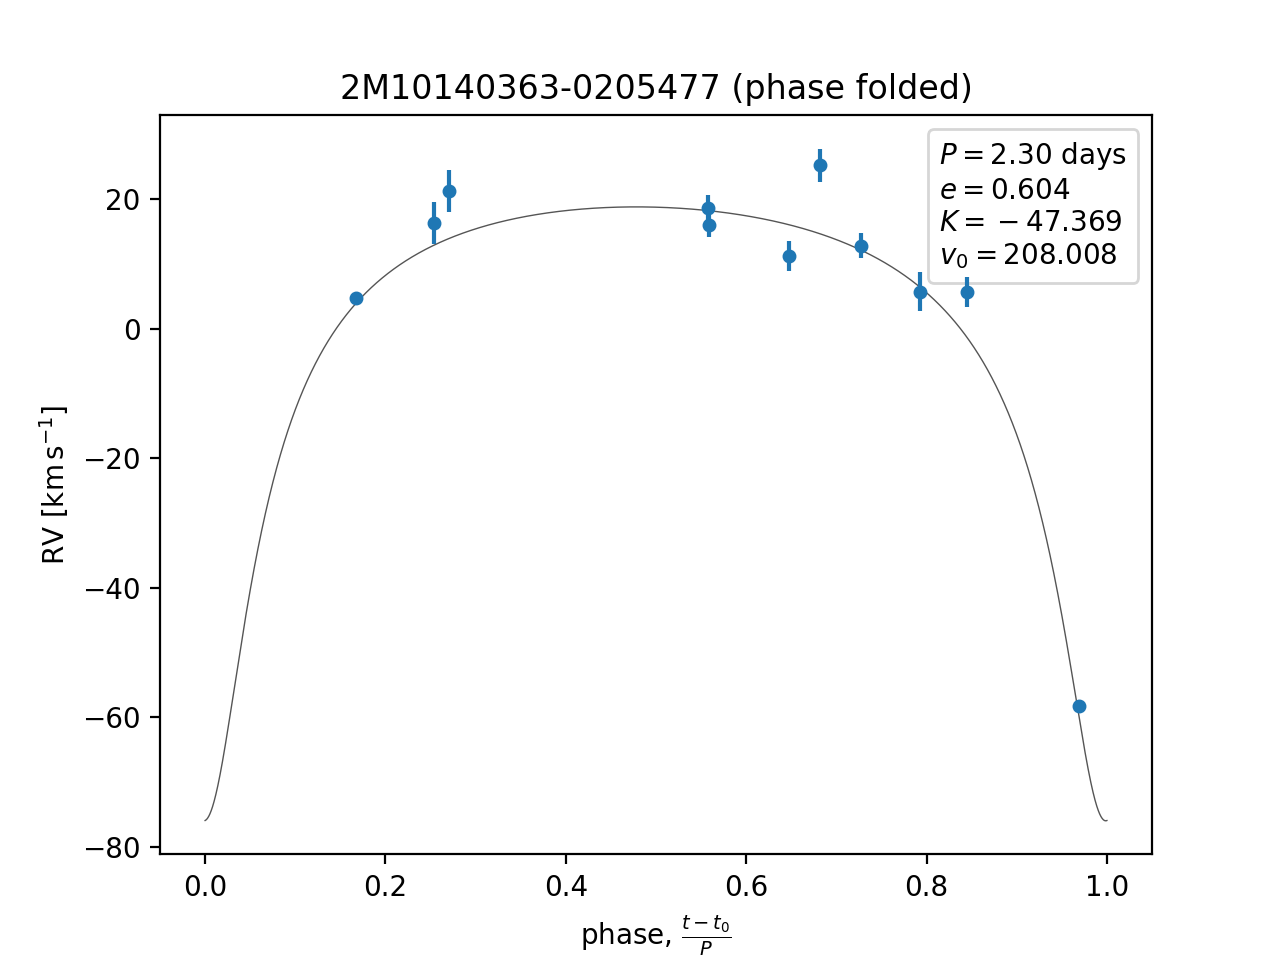 2M10140363-0205477 (phase folded)
P = 2.30 days
e = 0.604
K = −47.369
v₀ = 208.008
20
0
−20
−40
−60
−80
RV [km s⁻¹]
0.0 0.2 0.4 0.6 0.8 1.0
phase, (t − t₀)/P